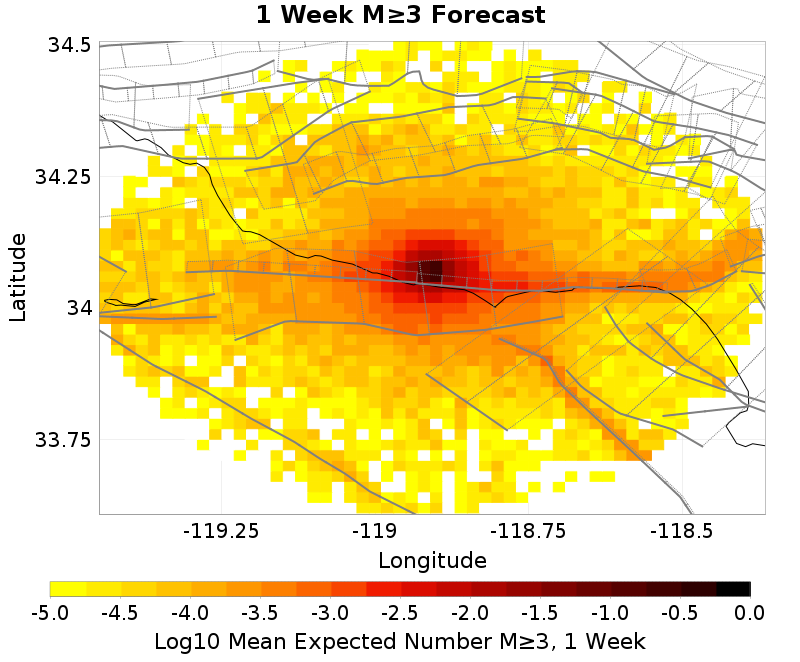 1 Week M≥3 Forecast
34.5
34.25
34
33.75
Latitude
-119.25 -119 -118.75 -118.5
Longitude
-5.0 -4.5 -4.0 -3.5 -3.0 -2.5 -2.0 -1.5 -1.0 -0.5 0.0
Log10 Mean Expected Number M≥3, 1 Week